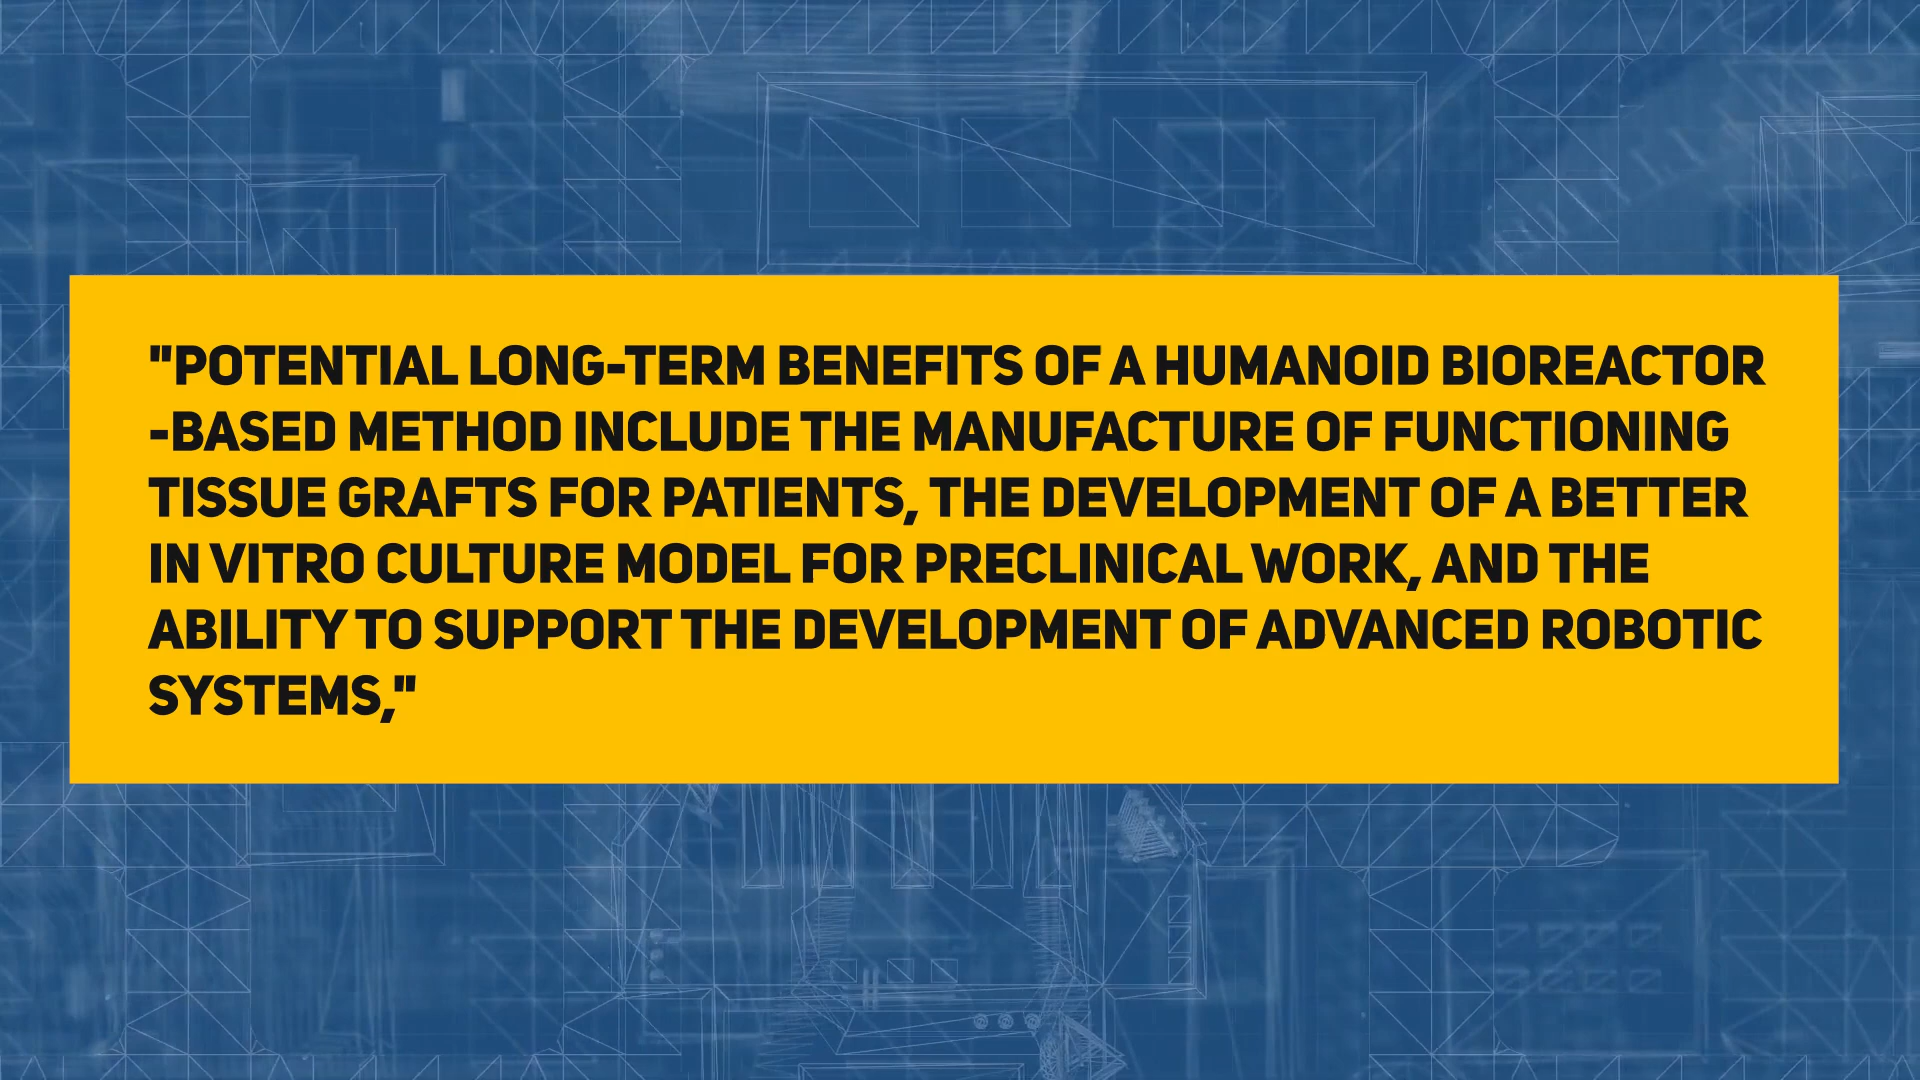 "POTENTIAL LONG-TERM BENEFITS OF A HUMANOID BIOREACTOR
-BASED METHOD INCLUDE THE MANUFACTURE OF FUNCTIONING
TISSUE GRAFTS FOR PATIENTS, THE DEVELOPMENT OF A BETTER
IN VITRO CULTURE MODEL FOR PRECLINICAL WORK, AND THE
ABILITY TO SUPPORT THE DEVELOPMENT OF ADVANCED ROBOTIC
SYSTEMS,"